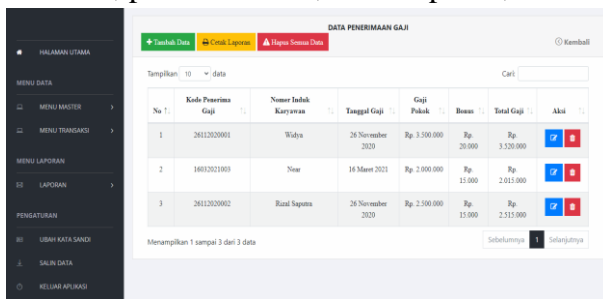 DATA PENERIMAAN GAJI
Tambah Data Cetak Laporan Hapus Semua Data Kembali
HALAMAN UTAMA
MENU DATA
MENU MASTER
MENU TRANSAKSI
MENU LAPORAN
LAPORAN
PENGATURAN
UBAH KATA SANDI
SALIN DATA
KELUAR APLIKASI
Tampilkan 10 data Cari:
No Kode Penerima Gaji Nomer Induk Karyawan Tanggal Gaji Gaji Pokok Bonus Total Gaji Aksi
1 26112020001 Widya 26 November 2020 Rp. 3.500.000 Rp. 20.000 Rp. 3.520.000
2 16032021003 Near 16 Maret 2021 Rp. 2.000.000 Rp. 15.000 Rp. 2.015.000
3 26112020002 Rizal Saputra 26 November 2020 Rp. 2.500.000 Rp. 15.000 Rp. 2.515.000
Menampilkan 1 sampai 3 dari 3 data
Sebelumnya 1 Selanjutnya